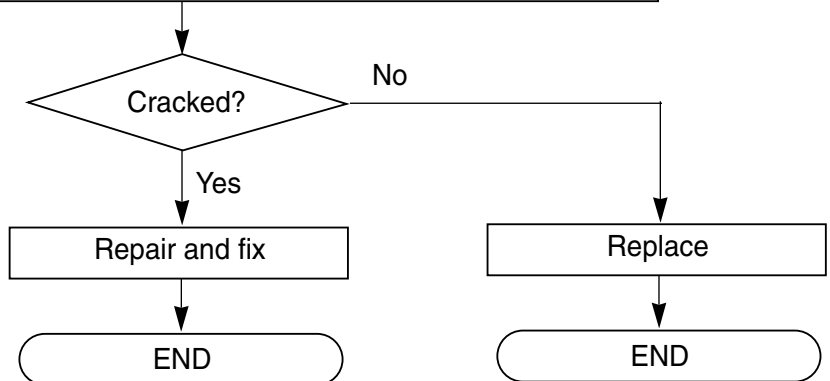 Cracked?
No
Yes
Repair and fix
Replace
END
END